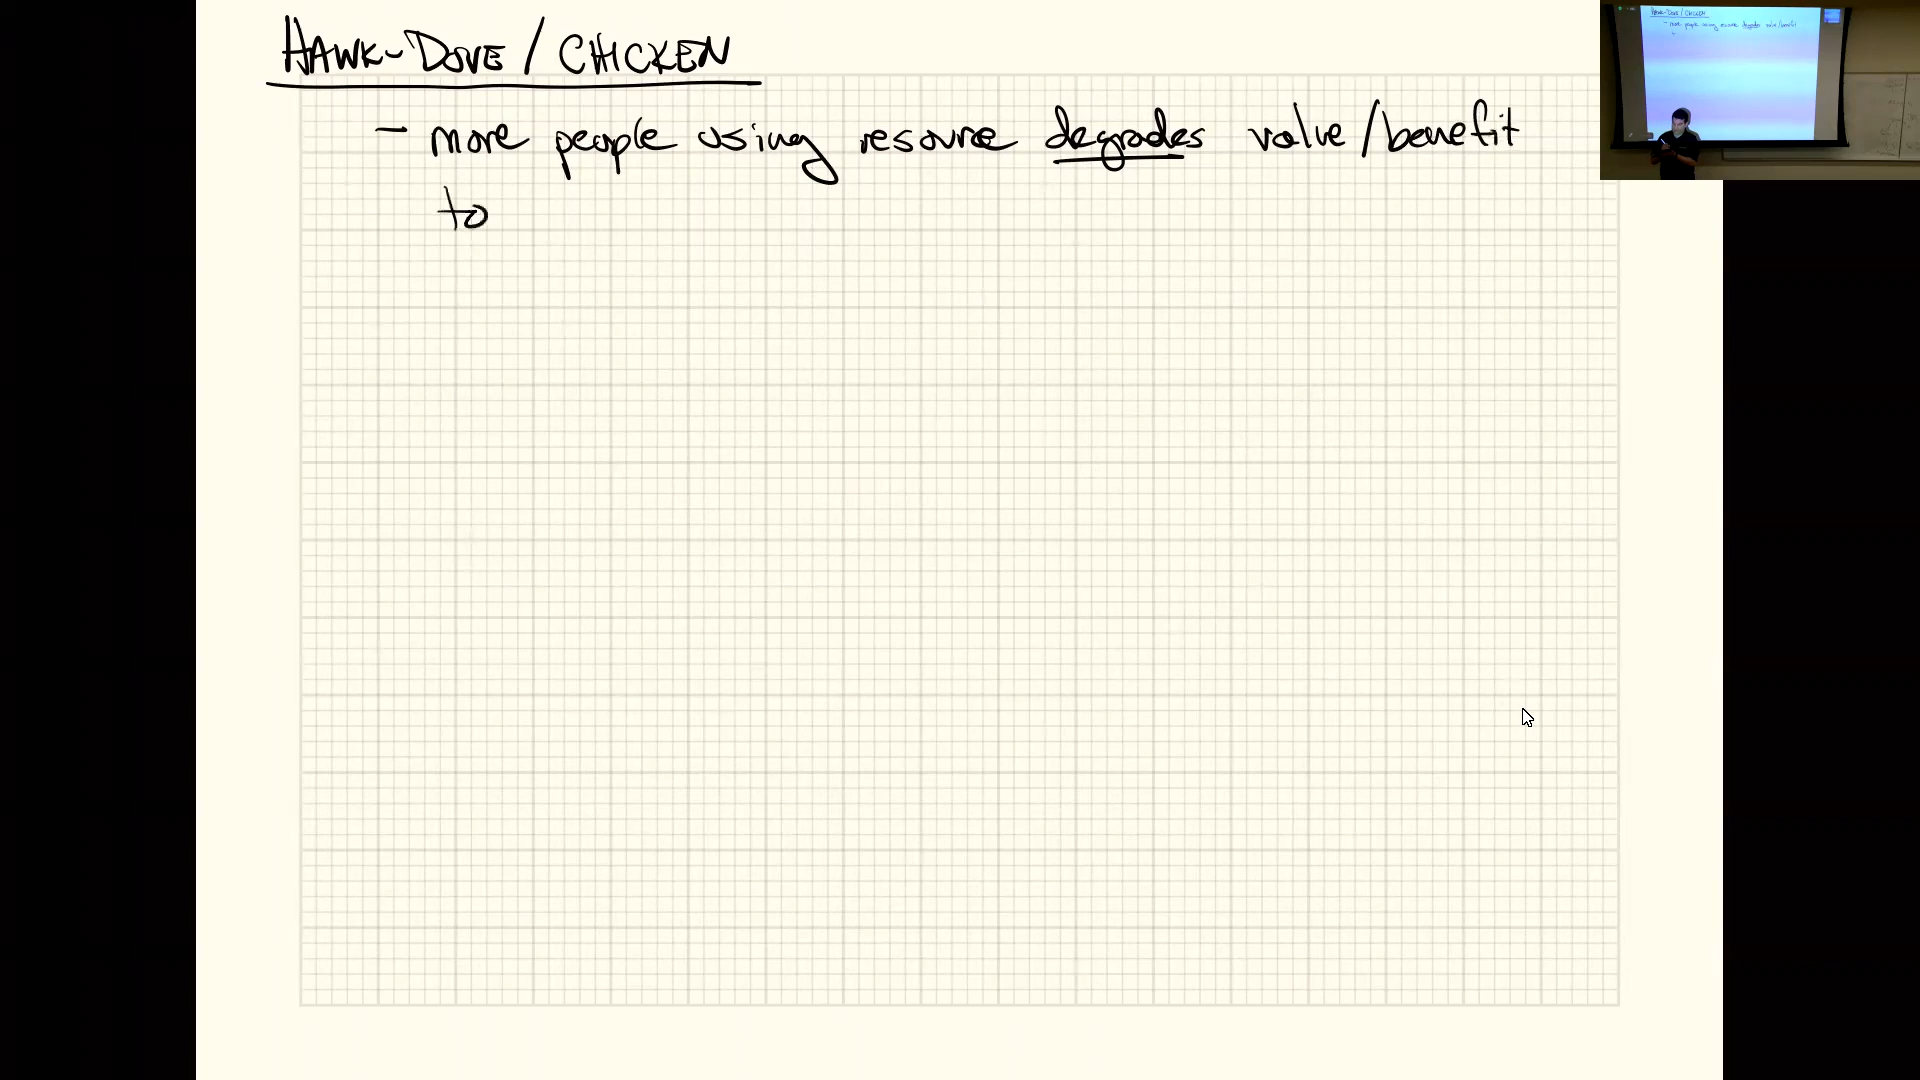 HAWK-DOVE / CHICKEN
- more people using resource degrades value/benefit
to